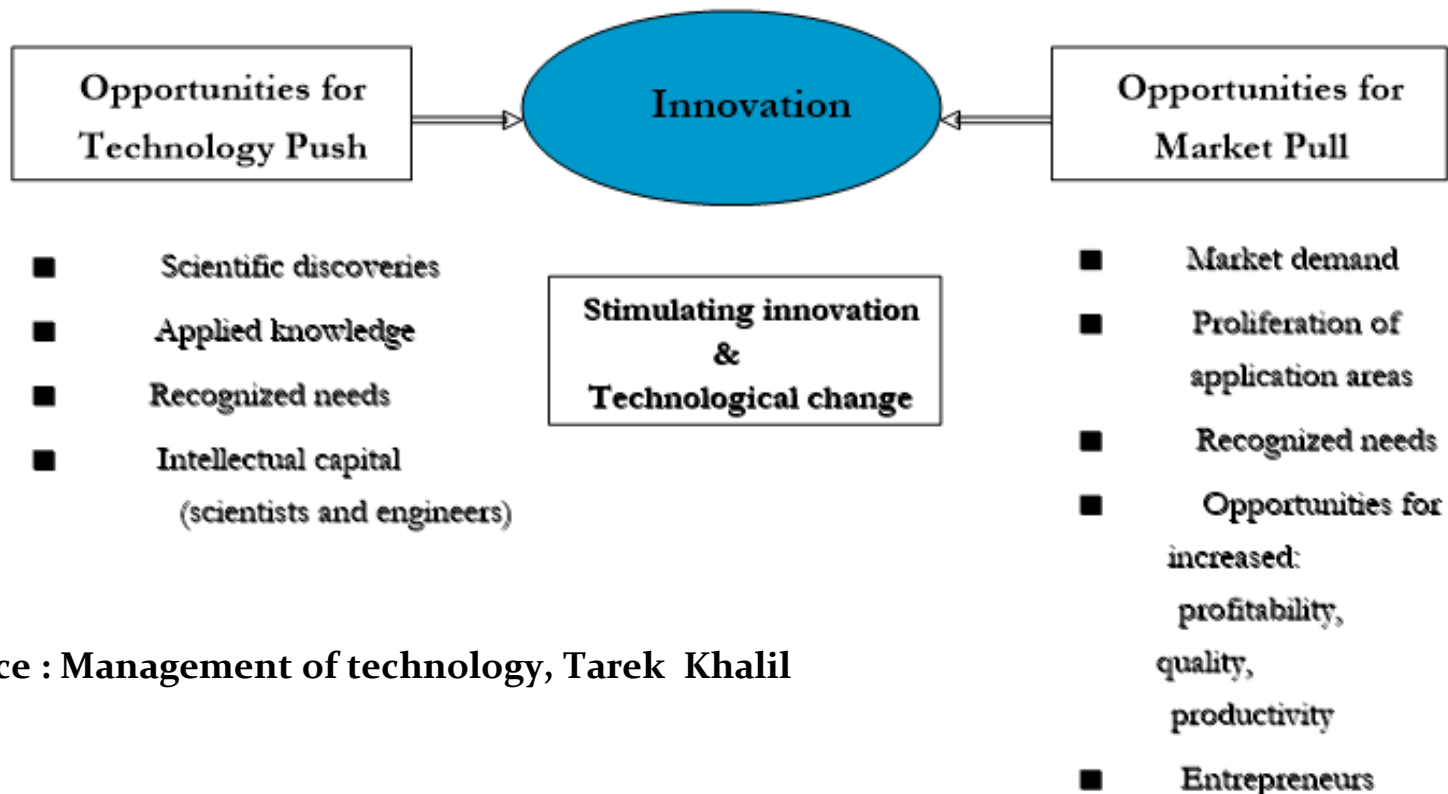 Opportunities for
Technology Push
Innovation
Opportunities for
Market Pull
■ Scientific discoveries
■ Applied knowledge
■ Recognized needs
■ Intellectual capital
(scientists and engineers)
Stimulating innovation
&
Technological change
■ Market demand
■ Proliferation of
application areas
■ Recognized needs
■ Opportunities for
increased:
profitability,
quality,
productivity
■ Entrepreneurs
ce : Management of technology, Tarek Khalil